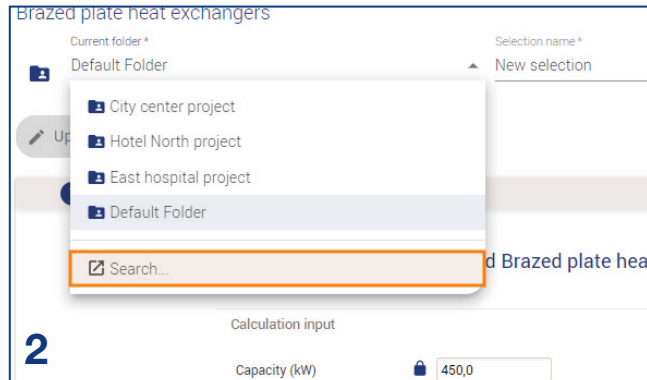 Brazed plate heat exchangers
Current folder *
Selection name *
Default Folder
New selection
City center project
Up
Hotel North project
East hospital project
Default Folder
Search...
d Brazed plate hea
Calculation input
2
Capacity (kW)
450,0